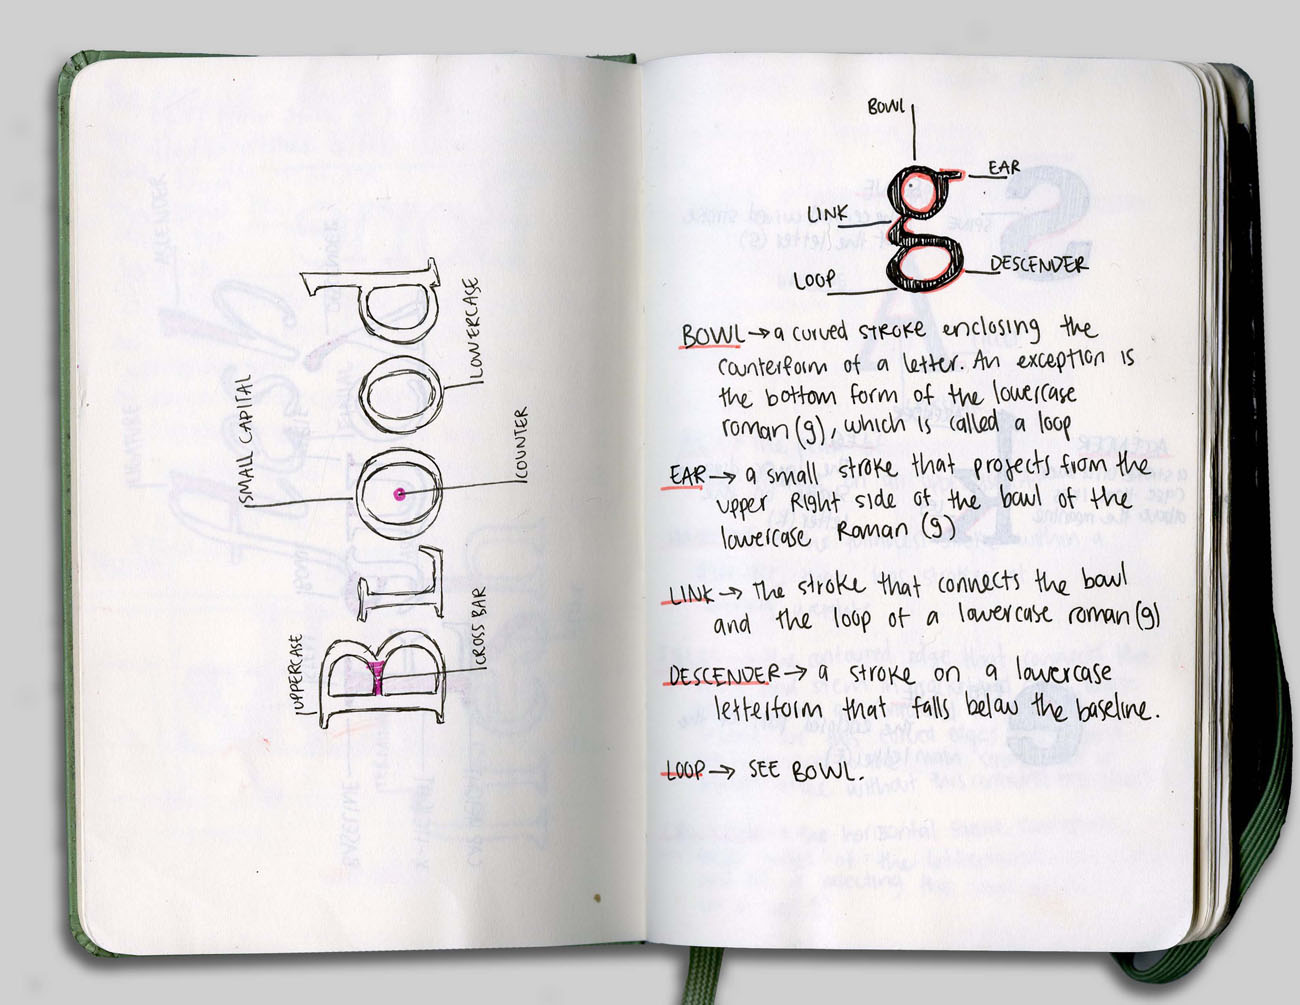 UPPERCASE
SMALL CAPITAL
BLOOd
CROSS BAR
COUNTER
LOWERCASE
BOWL
g
EAR
LINK
DESCENDER
LOOP
BOWL → a curved stroke enclosing the
counterform of a letter. An exception is
the bottom form of the lowercase
roman (g), which is called a loop
EAR → a small stroke that projects from the
upper Right side of the bowl of the
lowercase Roman (g)
LINK → The stroke that connects the bowl
and the loop of a lowercase roman (g)
DESCENDER → a stroke on a lowercase
letterform that falls below the baseline.
LOOP → SEE BOWL.